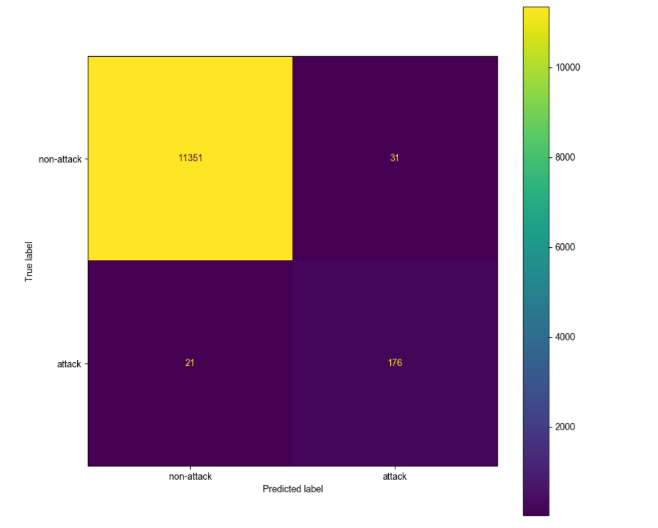 10000
non-attack
11351
31
8000
6000
True label
4000
attack
21
176
2000
non-attack
attack
Predicted label